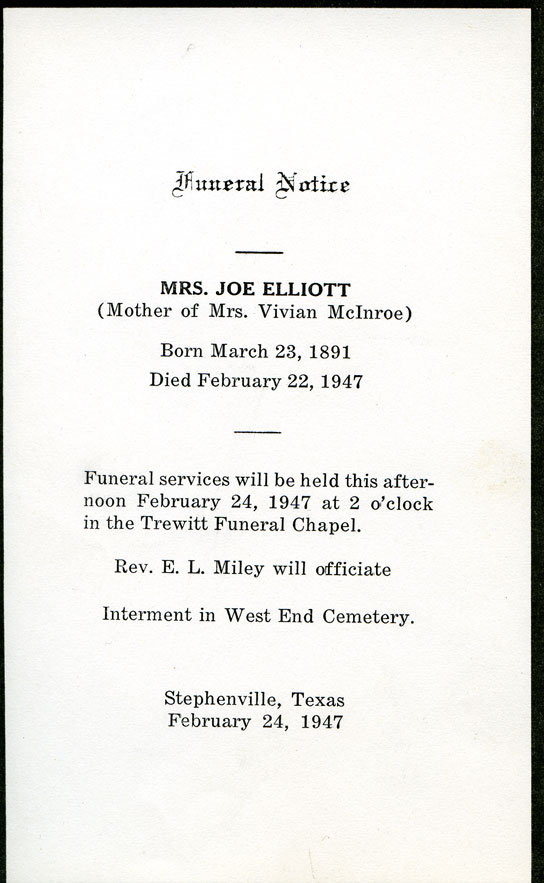 Funeral Notice
MRS. JOE ELLIOTT
(Mother of Mrs. Vivian McInroe)
Born March 23, 1891
Died February 22, 1947
Funeral services will be held this after-
noon February 24, 1947 at 2 o'clock
in the Trewitt Funeral Chapel.
Rev. E. L. Miley will officiate
Interment in West End Cemetery.
Stephenville, Texas
February 24, 1947